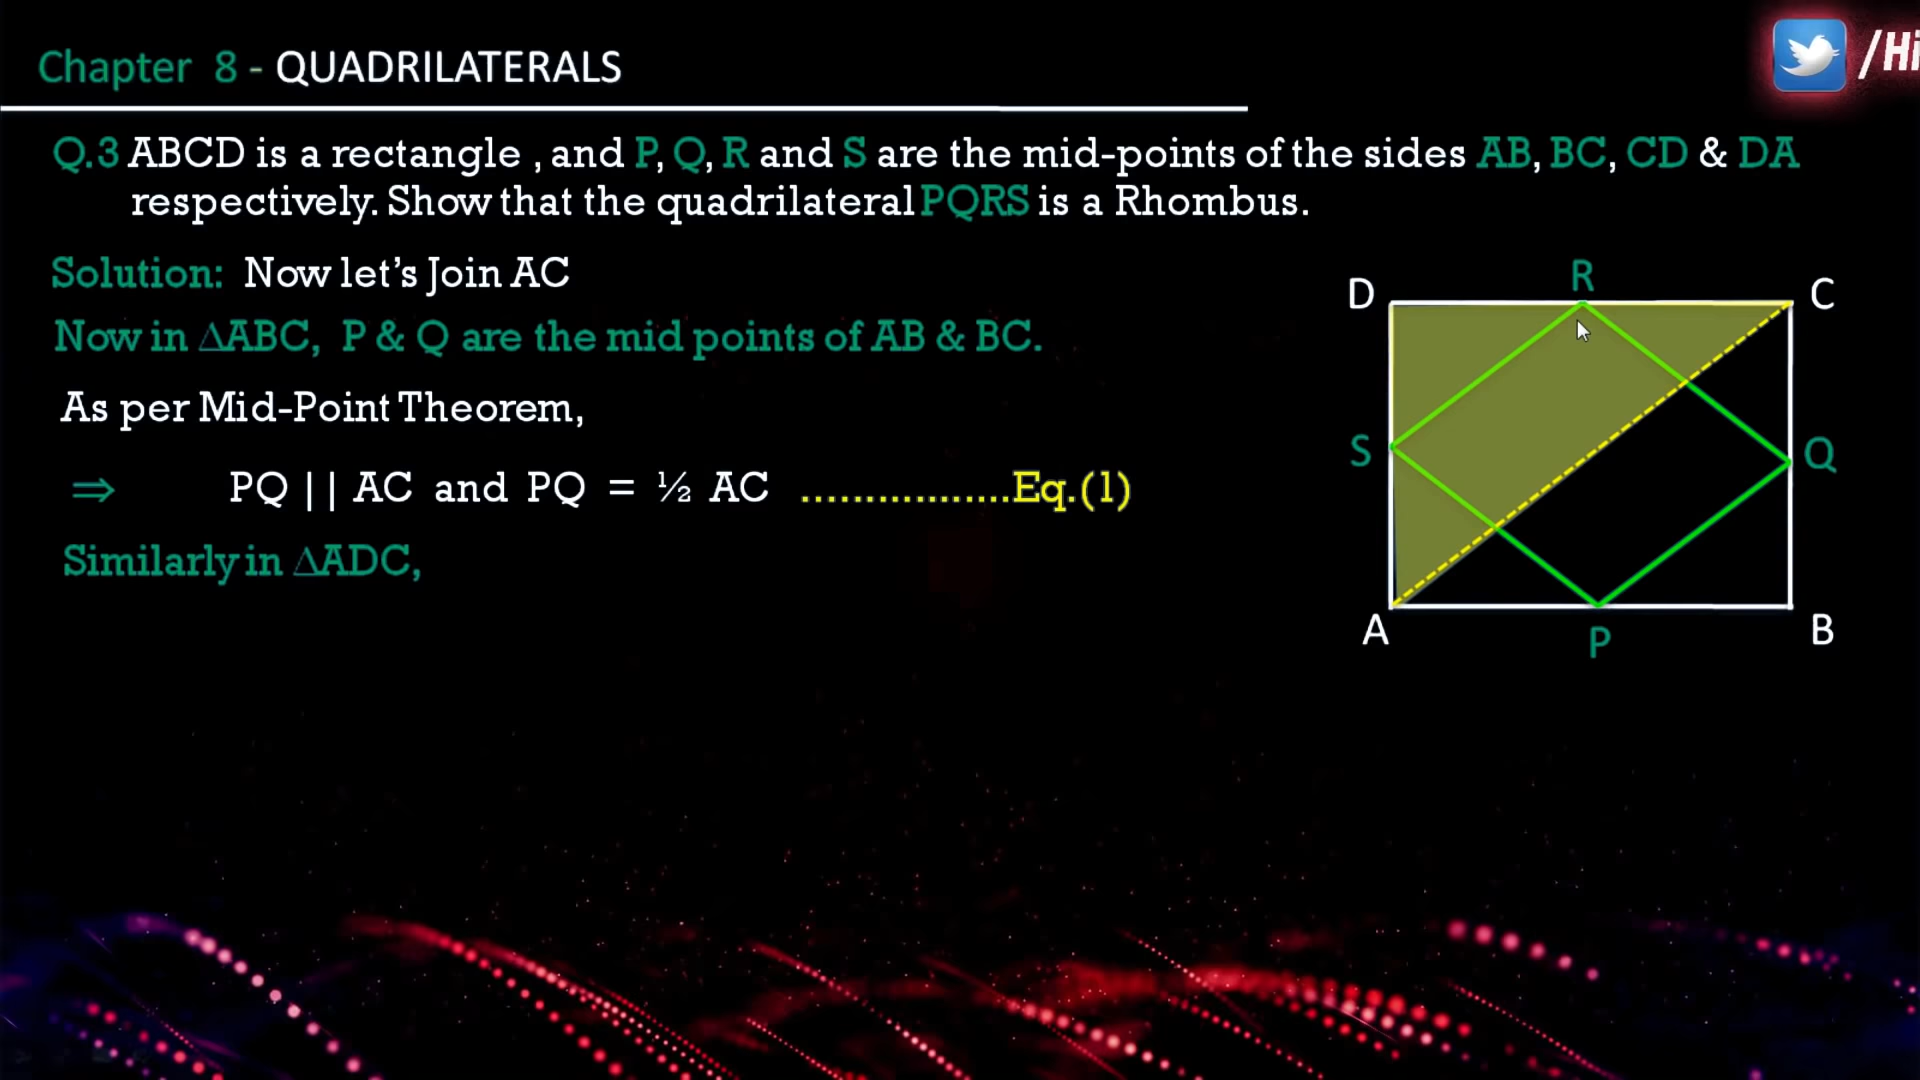 Chapter 8 - QUADRILATERALS
/Hi
Q.3 ABCD is a rectangle , and P, Q, R and S are the mid-points of the sides AB, BC, CD & DA
respectively. Show that the quadrilateral PQRS is a Rhombus.
Solution: Now let's Join AC
Now in ∆ABC, P & Q are the mid points of AB & BC.
As per Mid-Point Theorem,
⇒ PQ || AC and PQ = ½ AC .................Eq.(1)
Similarly in ∆ADC,
R
D C
S Q
A B
P